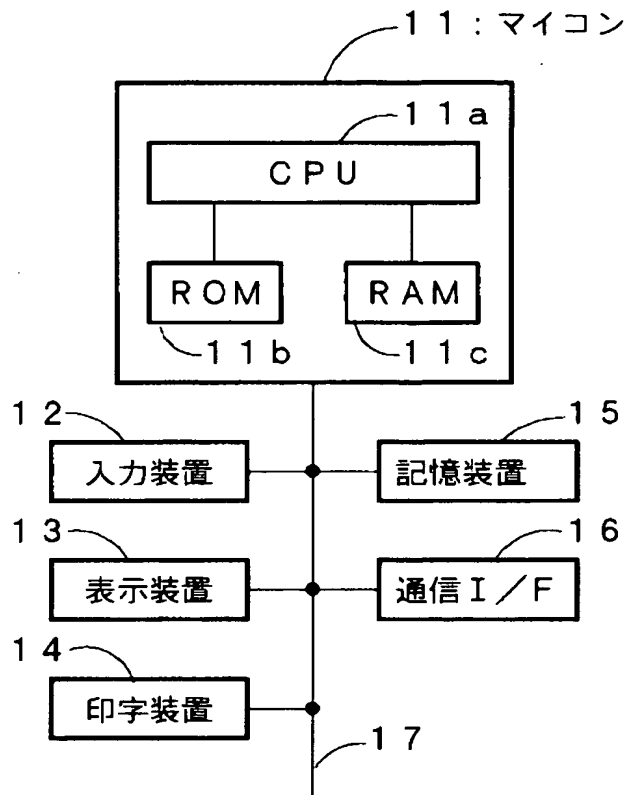 11:マイコン
11a
CPU
ROM
RAM
11b
11c
12
15
入力装置
記憶装置
13
16
表示装置
通信I/F
14
印字装置
17